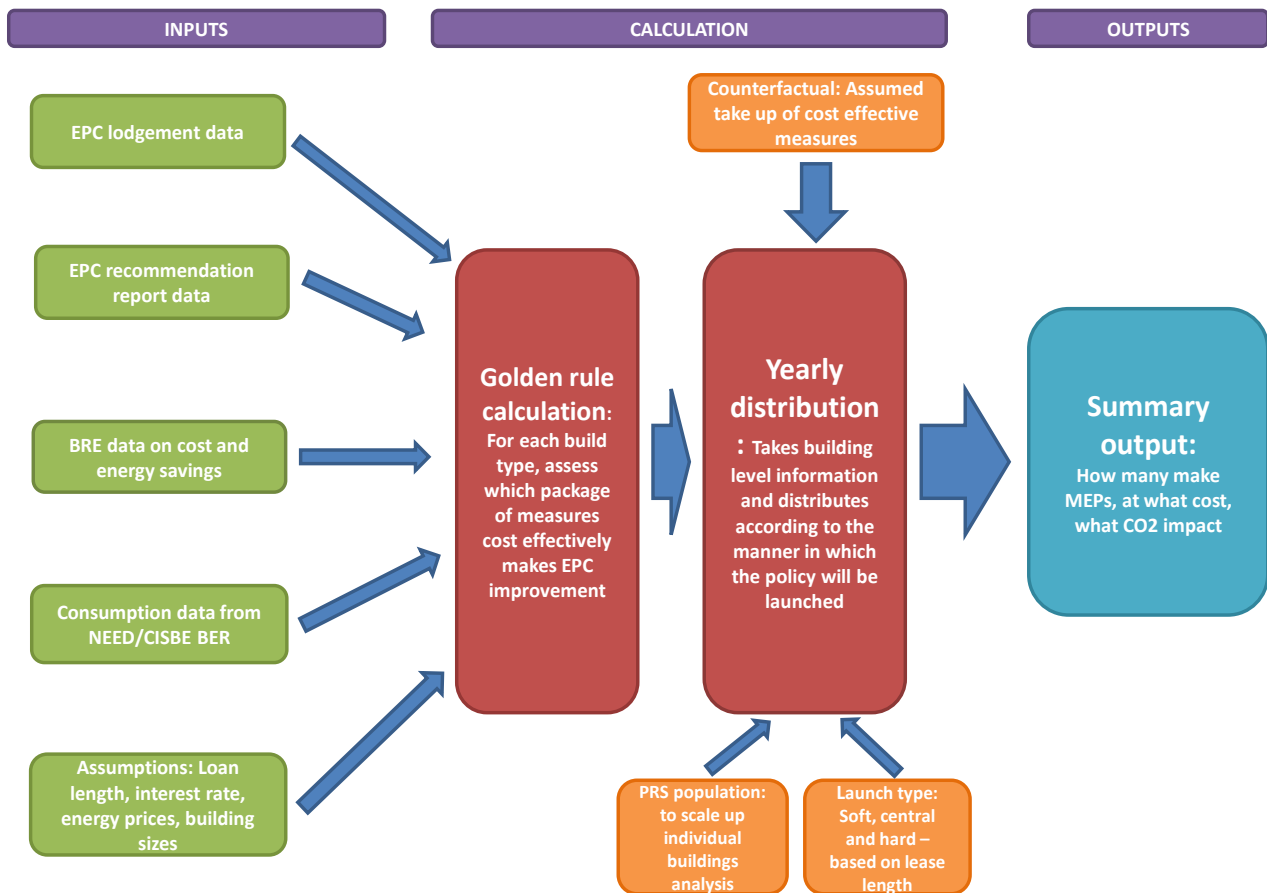 INPUTS
CALCULATION
OUTPUTS
EPC lodgement data
EPC recommendation
report data
BRE data on cost and
energy savings
Consumption data from
NEED/CISBE BER
Assumptions: Loan
length, interest rate,
energy prices, building
sizes
Golden rule
calculation:
For each build
type, assess
which package
of measures
cost effectively
makes EPC
improvement
Counterfactual: Assumed
take up of cost effective
measures
Yearly
distribution
: Takes building
level information
and distributes
according to the
manner in which
the policy will be
launched
PRS population:
to scale up
individual
buildings
analysis
Launch type:
Soft, central
and hard –
based on lease
length
Summary
output:
How many make
MEPs, at what cost,
what CO2 impact